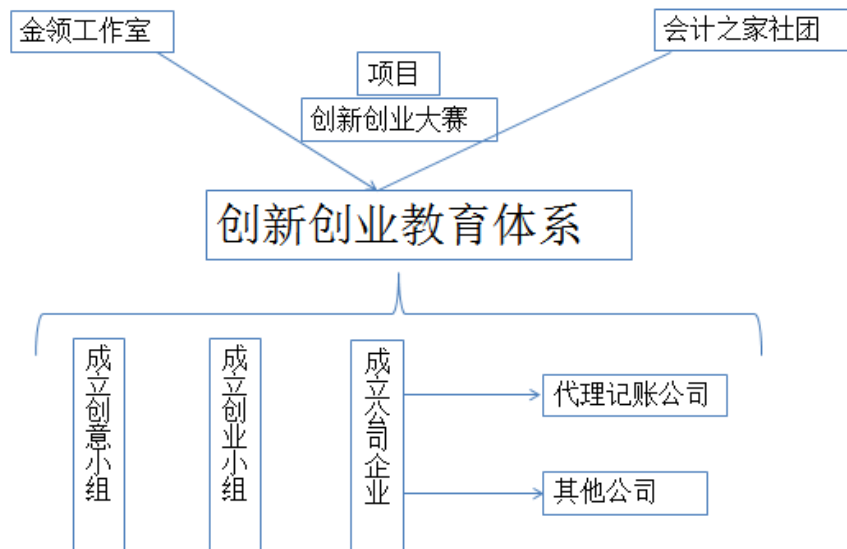 金领工作室
会计之家社团
项目
创新创业大赛
创新创业教育体系
成立创意小组
成立创业小组
成立公司企业
代理记账公司
其他公司